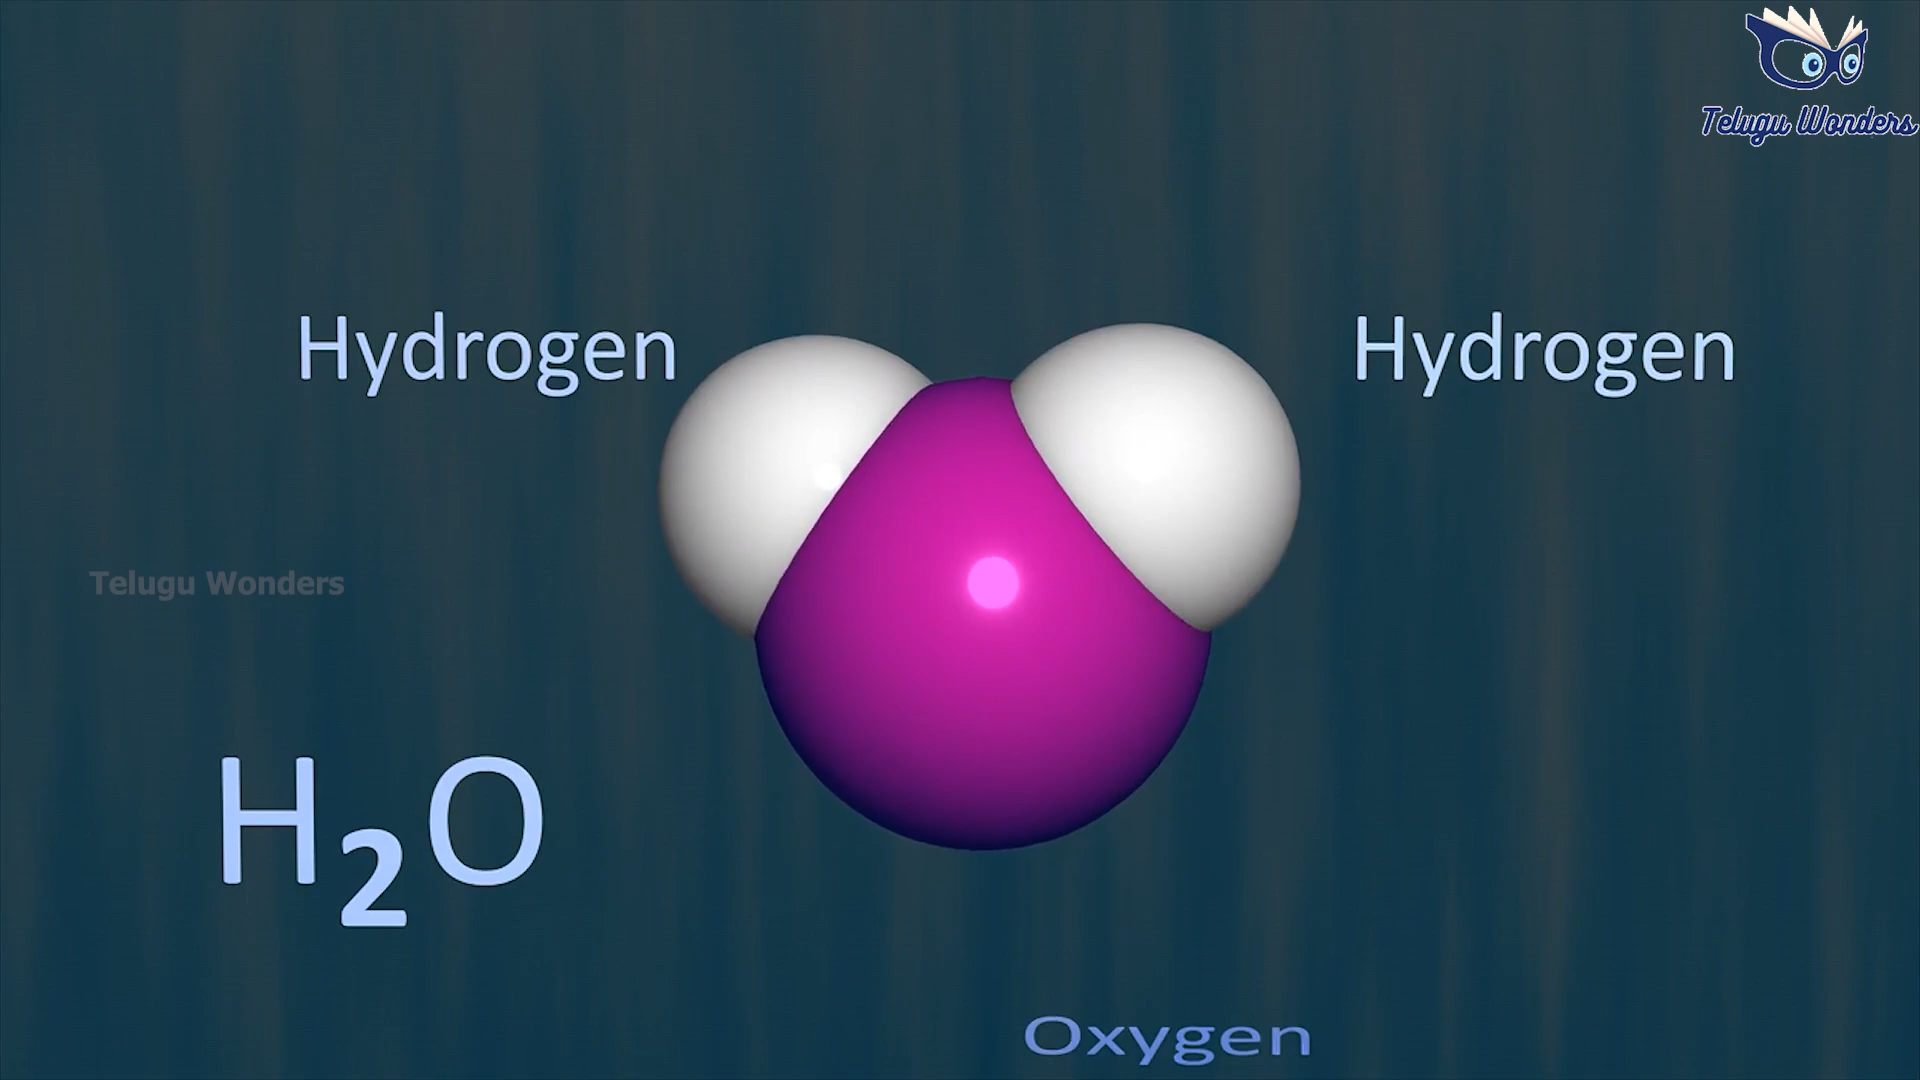 Telugu Wonders
Hydrogen
Hydrogen
Telugu Wonders
H₂O
Oxygen